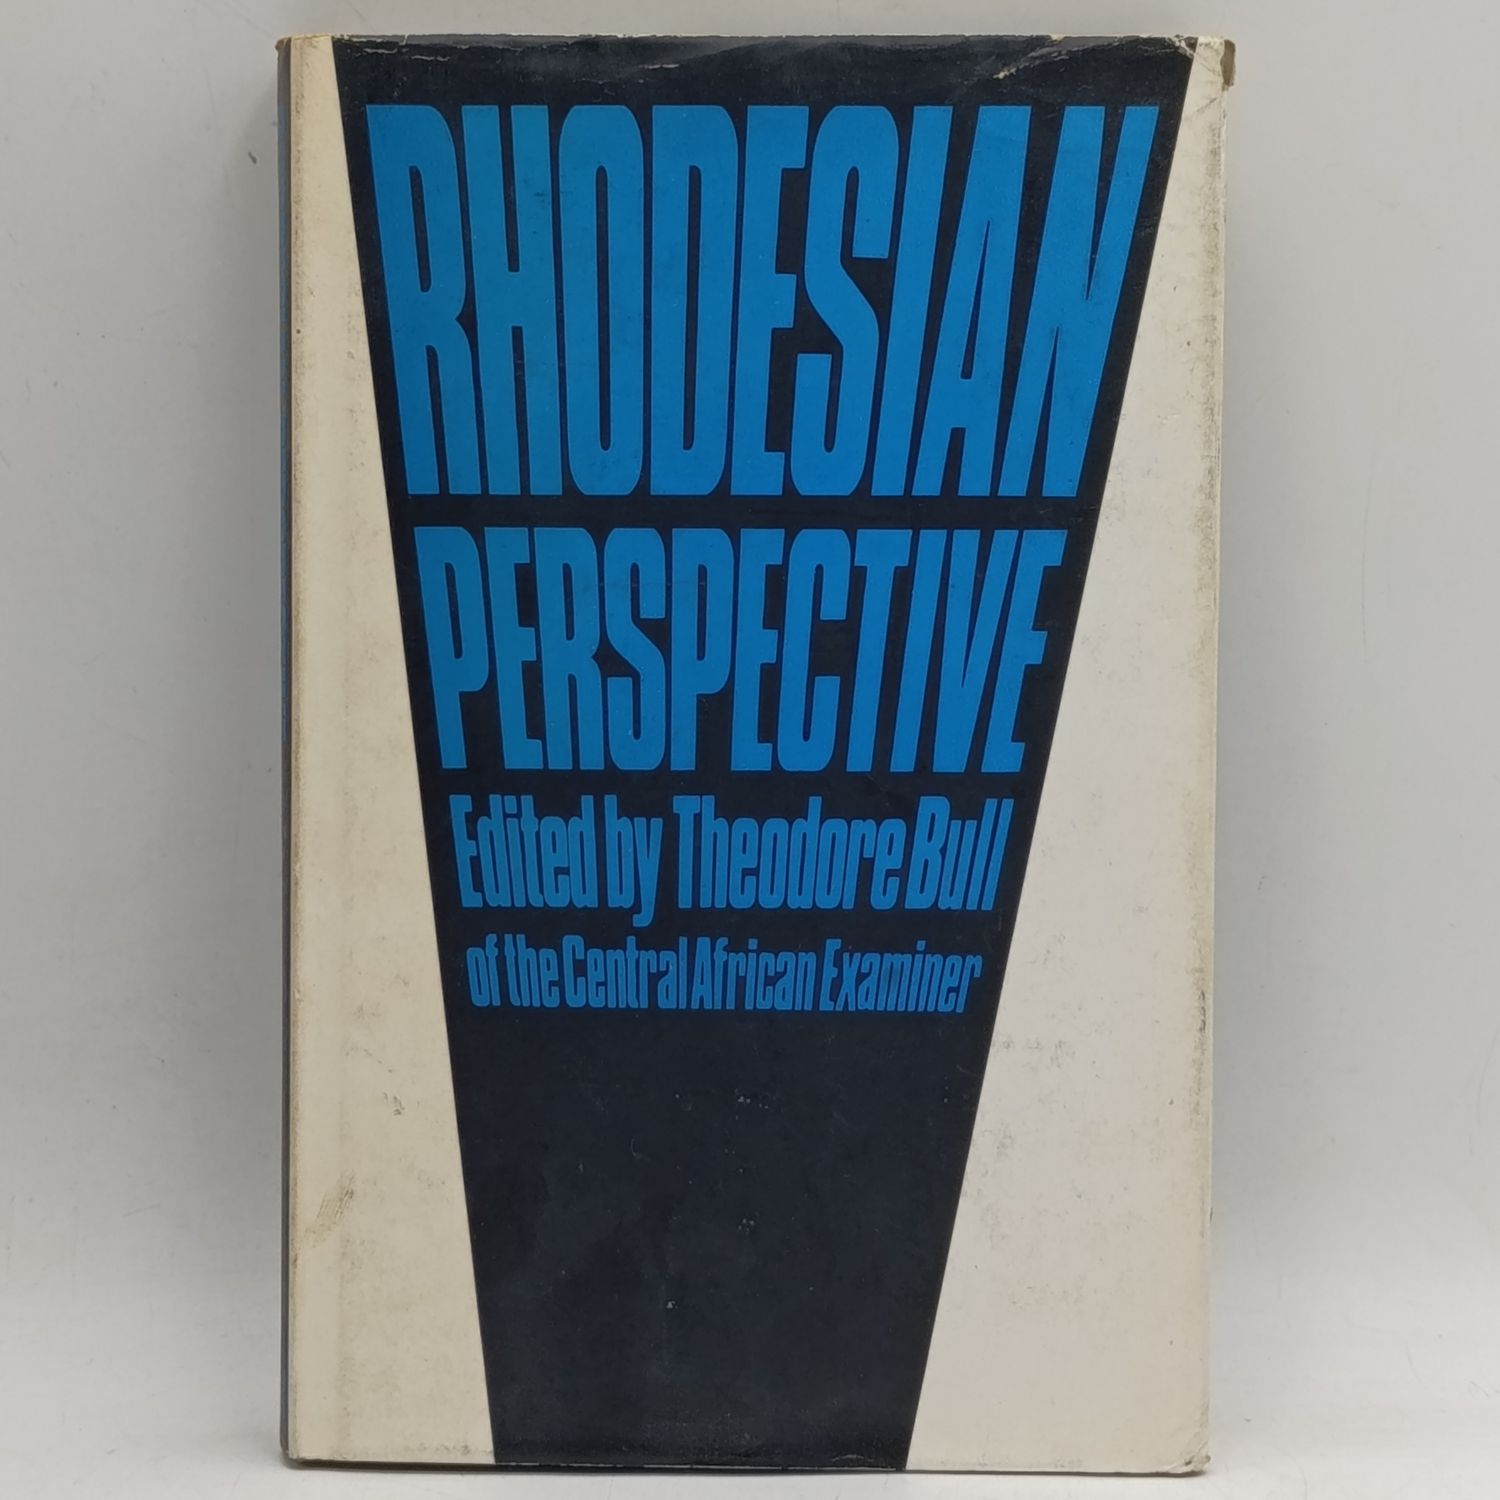 RHODESIAN
PERSPECTIVE
Edited by Theodore Bull
of the Central African Examiner